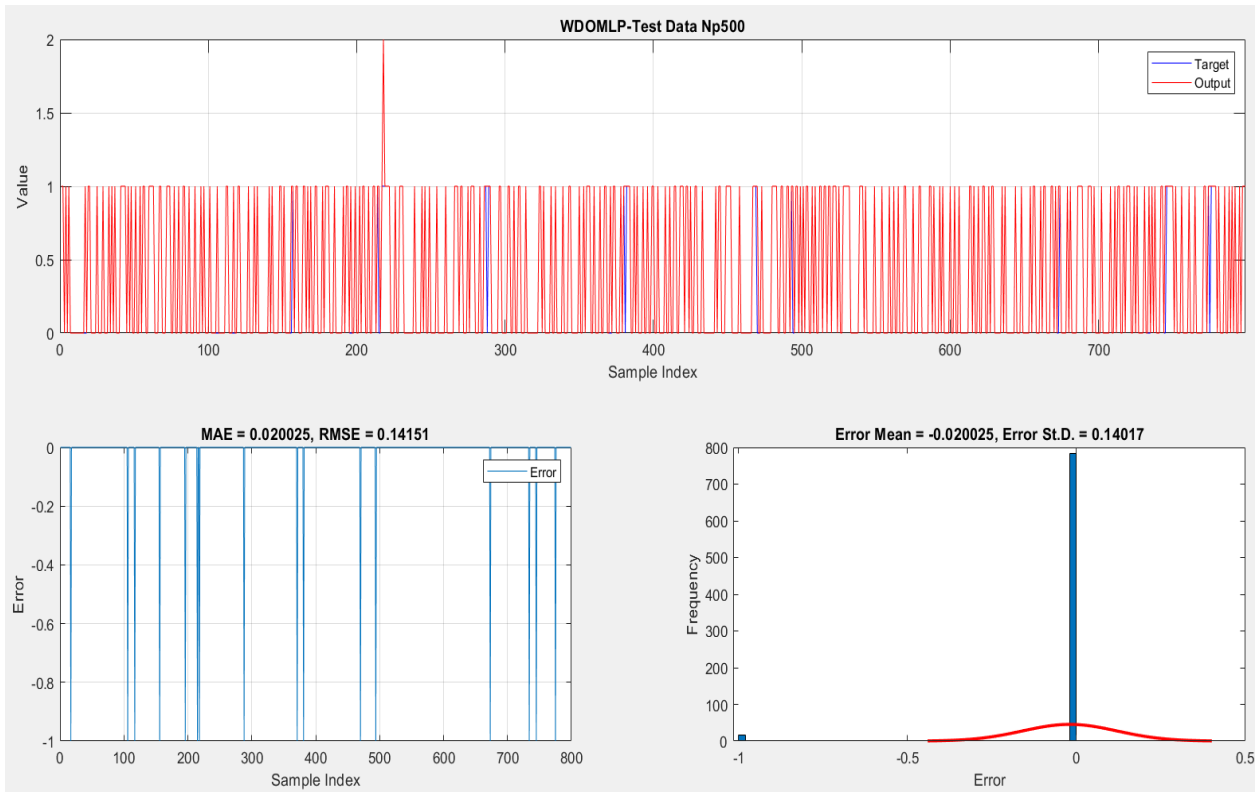 WDOMLP-Test Data Np500
2
1.5
1
0.5
0
Value
Target
Output
0 100 200 300 400 500 600 700
Sample Index
MAE = 0.020025, RMSE = 0.14151
0
-0.2
-0.4
-0.6
-0.8
-1
Error
Error
0 100 200 300 400 500 600 700 800
Sample Index
Error Mean = -0.020025, Error St.D. = 0.14017
800
700
600
500
400
300
200
100
0
Frequency
-1 -0.5 0 0.5
Error